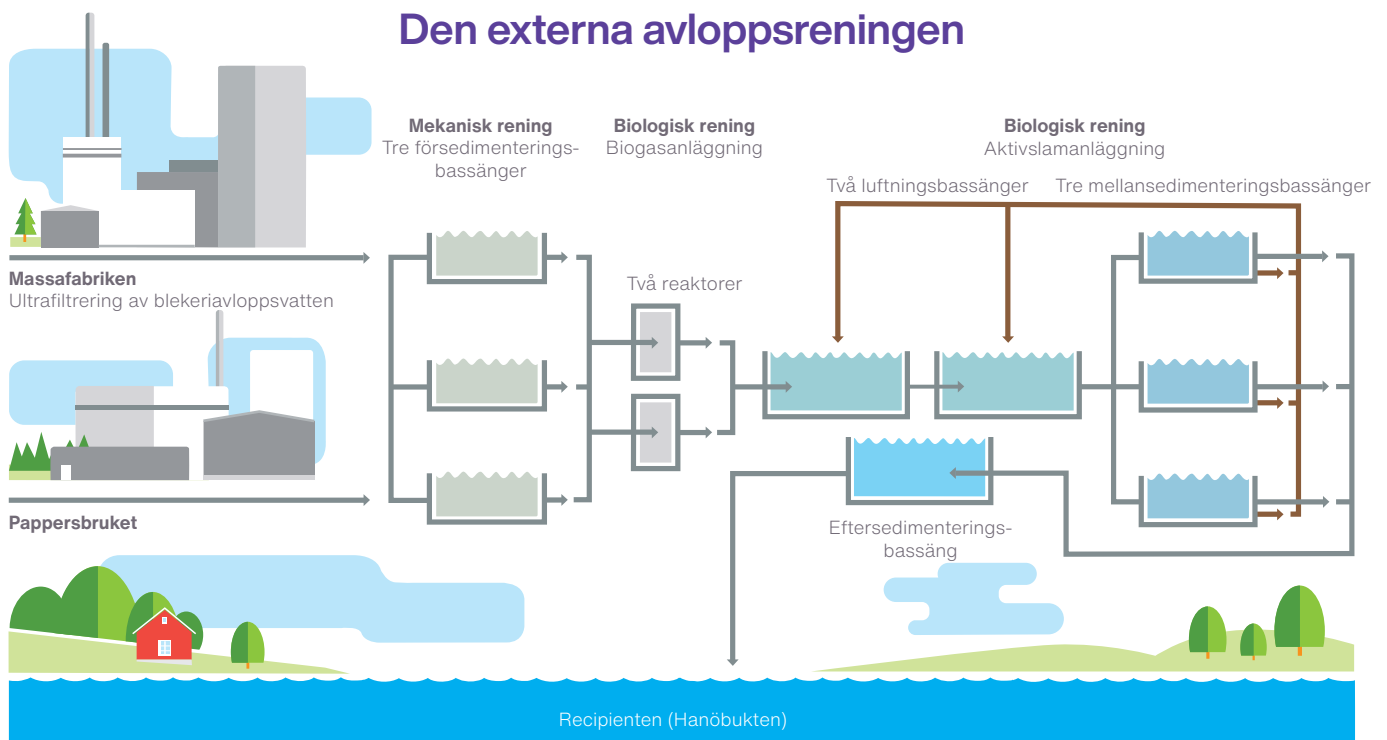 Den externa avloppsreningen
Mekanisk rening
Tre försedimenterings-
bassänger
Biologisk rening
Biogasanläggning
Biologisk rening
Aktivslamanläggning
Två luftningsbassänger
Tre mellansedimenteringsbassänger
Massafabriken
Ultrafiltrering av blekeriavloppsvatten
Två reaktorer
Pappersbruket
Eftersedimenterings-
bassäng
Recipienten (Hanöbukten)